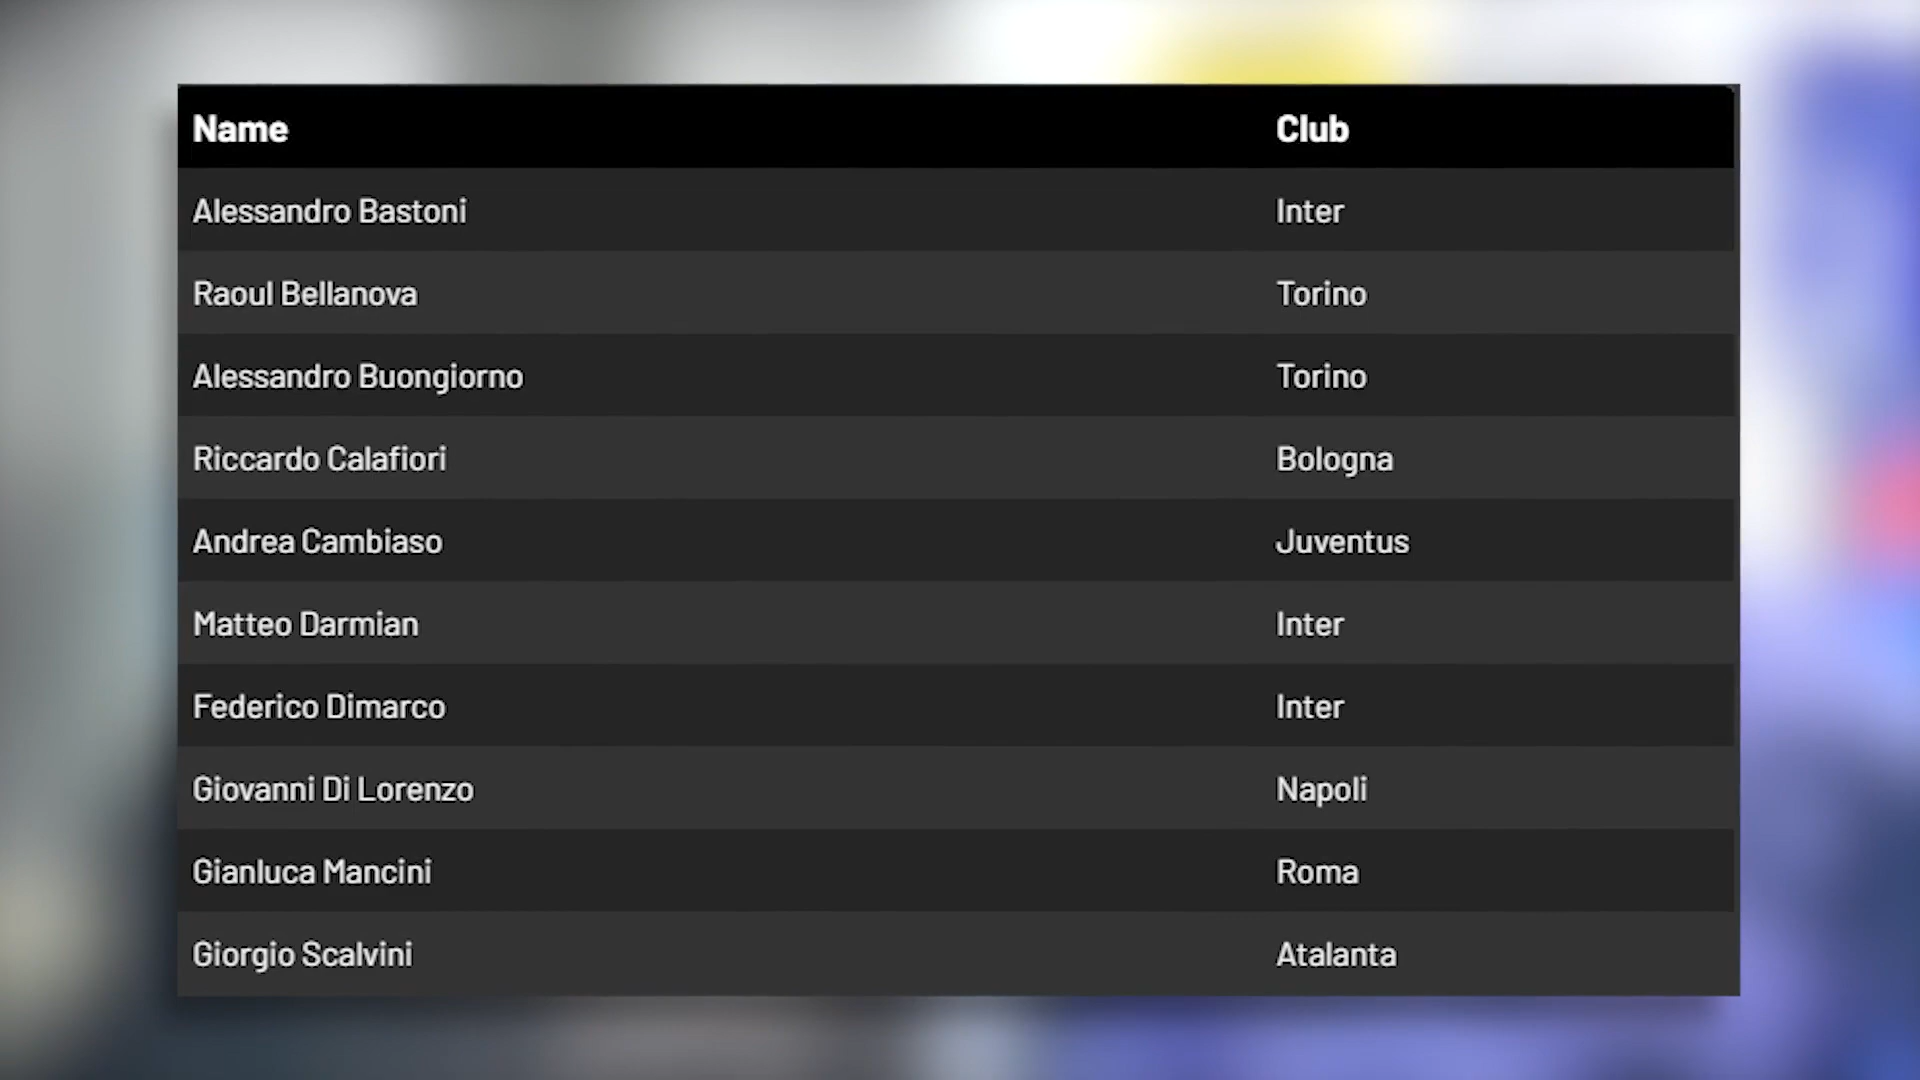 Name Club
Alessandro Bastoni Inter
Raoul Bellanova Torino
Alessandro Buongiorno Torino
Riccardo Calafiori Bologna
Andrea Cambiaso Juventus
Matteo Darmian Inter
Federico Dimarco Inter
Giovanni Di Lorenzo Napoli
Gianluca Mancini Roma
Giorgio Scalvini Atalanta